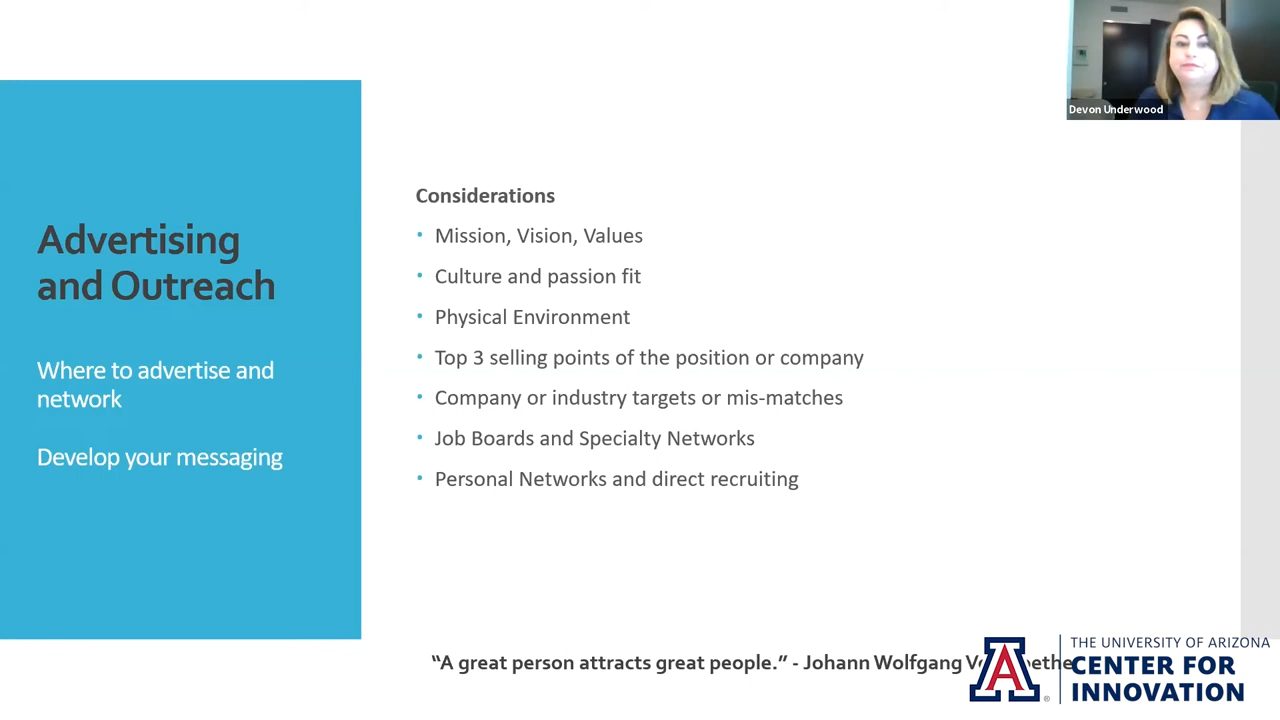 Devon Underwood
Advertising
and Outreach
Where to advertise and
network
Develop your messaging
Considerations
• Mission, Vision, Values
• Culture and passion fit
• Physical Environment
• Top 3 selling points of the position or company
• Company or industry targets or mis-matches
• Job Boards and Specialty Networks
• Personal Networks and direct recruiting
“A great person attracts great people.” - Johann Wolfgang
A ®
THE UNIVERSITY OF ARIZONA
CENTER FOR
INNOVATION